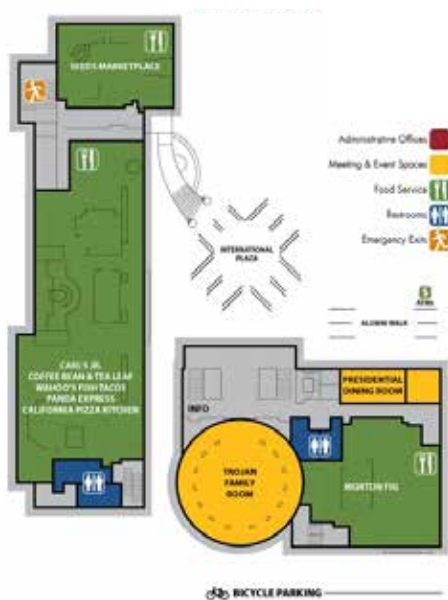 SEEDS MARKETPLACE
Administrative Offices
Meeting & Event Spaces
Food Service
Restrooms
Emergency Exits
INTERNATIONAL
PLAZA
ATMs
ALUMNI WALK
CARL'S JR.
COFFEE BEAN & TEA LEAF
WAHOO'S FISH TACOS
PANDA EXPRESS
CALIFORNIA PIZZA KITCHEN
PRESIDENTIAL
DINING ROOM
INFO
TROJAN
FAMILY
ROOM
MORETON FIG
BICYCLE PARKING